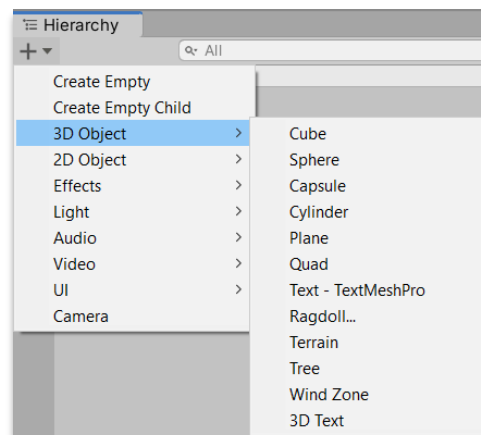 Hierarchy
All
Create Empty
Create Empty Child
3D Object
2D Object
Effects
Light
Audio
Video
UI
Camera
Cube
Sphere
Capsule
Cylinder
Plane
Quad
Text - TextMeshPro
Ragdoll...
Terrain
Tree
Wind Zone
3D Text